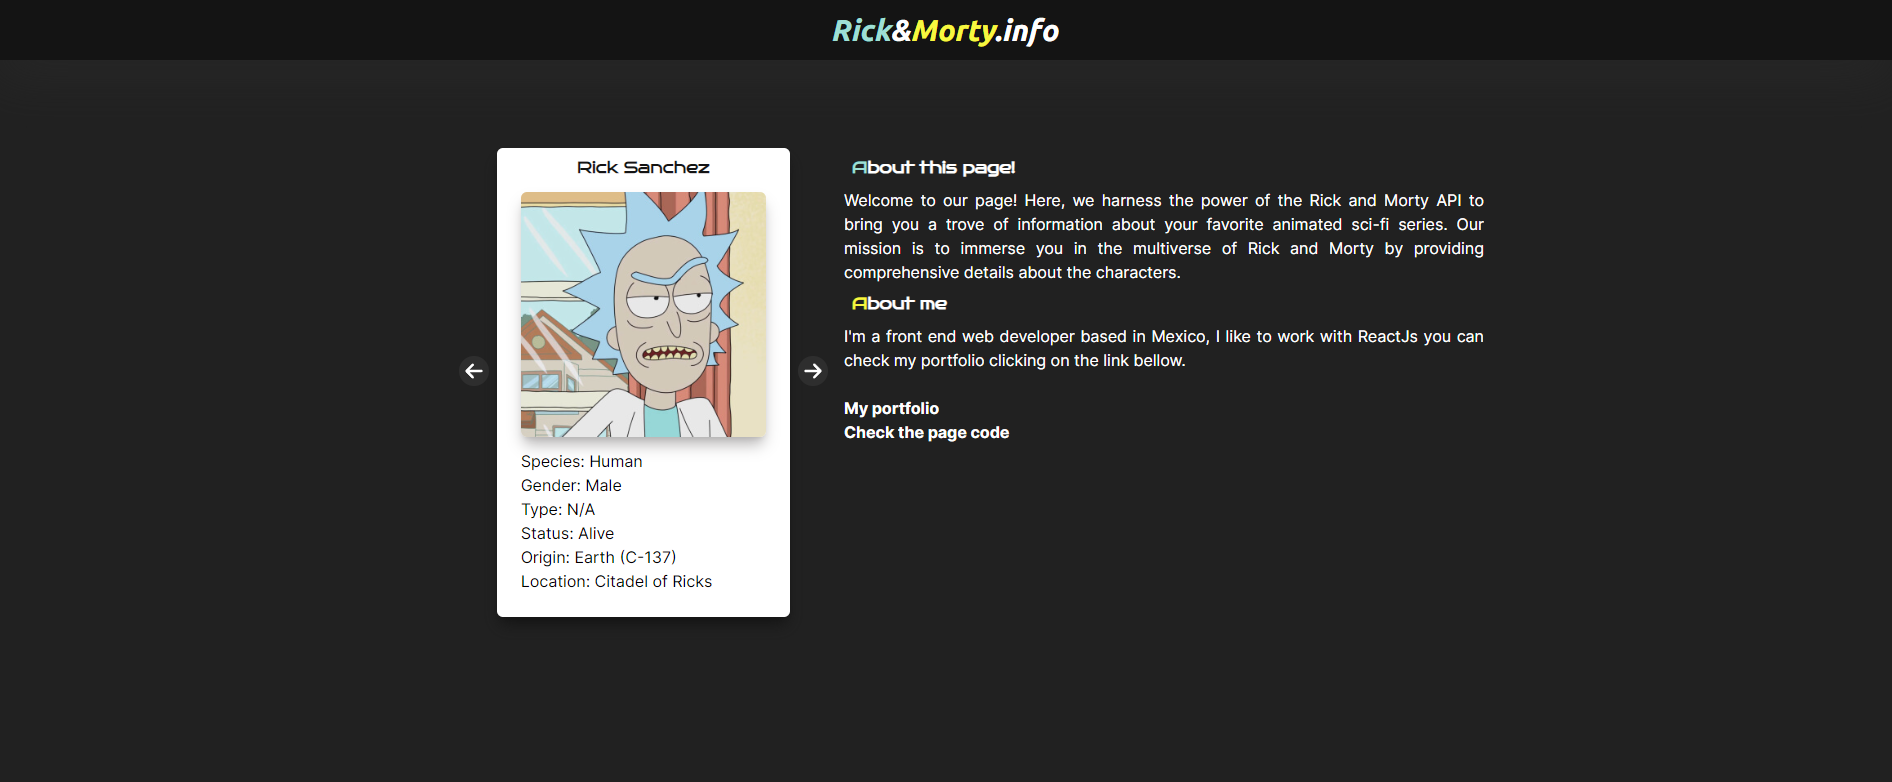 Rick&Morty.info
Rick Sanchez
Species: Human
Gender: Male
Type: N/A
Status: Alive
Origin: Earth (C-137)
Location: Citadel of Ricks
About this page!
Welcome to our page! Here, we harness the power of the Rick and Morty API to
bring you a trove of information about your favorite animated sci-fi series. Our
mission is to immerse you in the multiverse of Rick and Morty by providing
comprehensive details about the characters.
About me
I'm a front end web developer based in Mexico, I like to work with ReactJs you can
check my portfolio clicking on the link bellow.
My portfolio
Check the page code